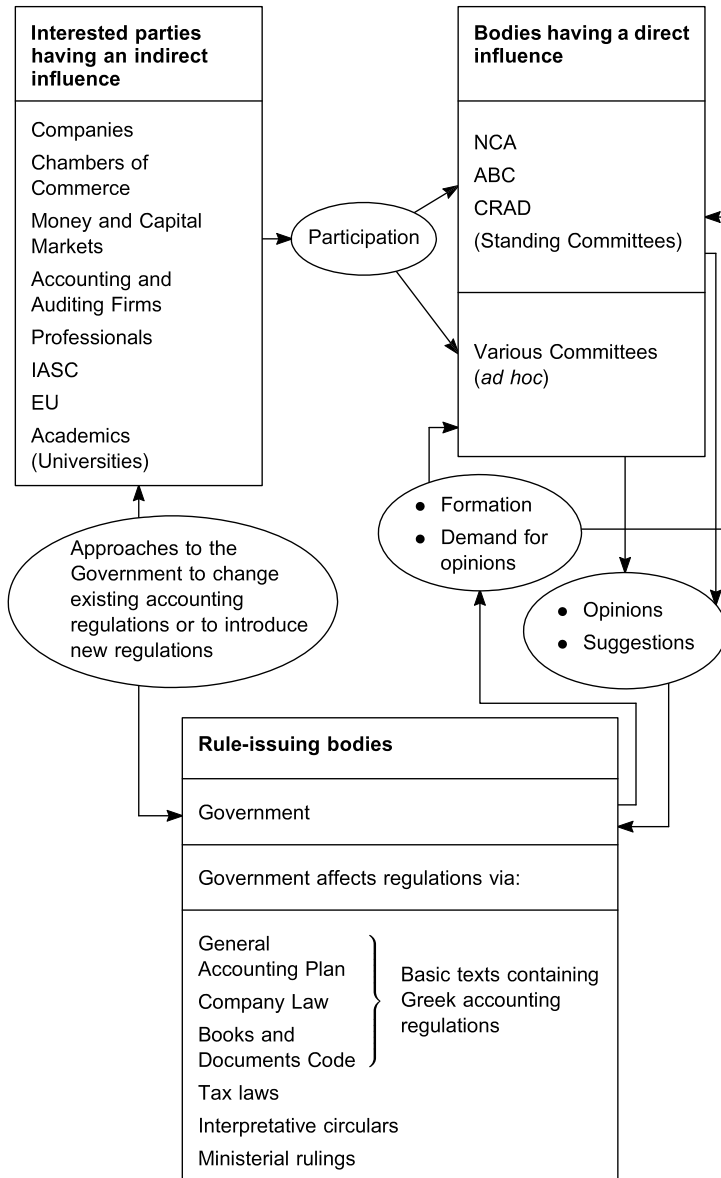 Interested parties
having an indirect
influence
Companies
Chambers of
Commerce
Money and Capital
Markets
Accounting and
Auditing Firms
Professionals
IASC
EU
Academics
(Universities)
Participation
Bodies having a direct
influence
NCA
ABC
CRAD
(Standing Committees)
Various Committees
(ad hoc)
● Formation
● Demand for
opinions
● Opinions
● Suggestions
Approaches to the
Government to change
existing accounting
regulations or to introduce
new regulations
Rule-issuing bodies
Government
Government affects regulations via:
General
Accounting Plan
Company Law
Books and
Documents Code
Basic texts containing
Greek accounting
regulations
Tax laws
Interpretative circulars
Ministerial rulings